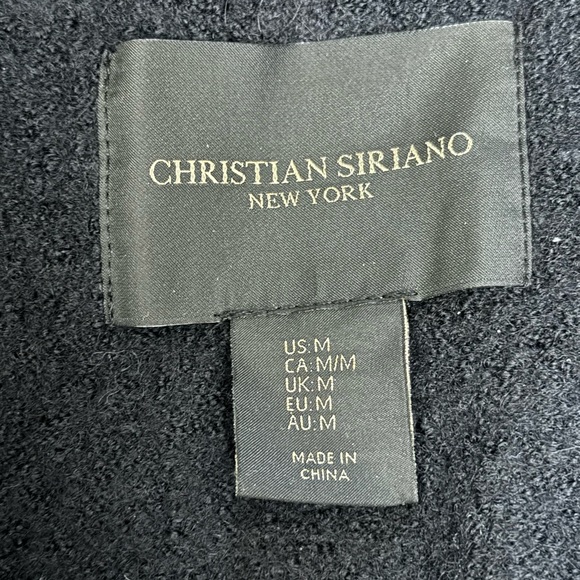 CHRISTIAN SIRIANO
NEW YORK
US:M
CA:M/M
UK:M
EU:M
AU:M
MADE IN
CHINA